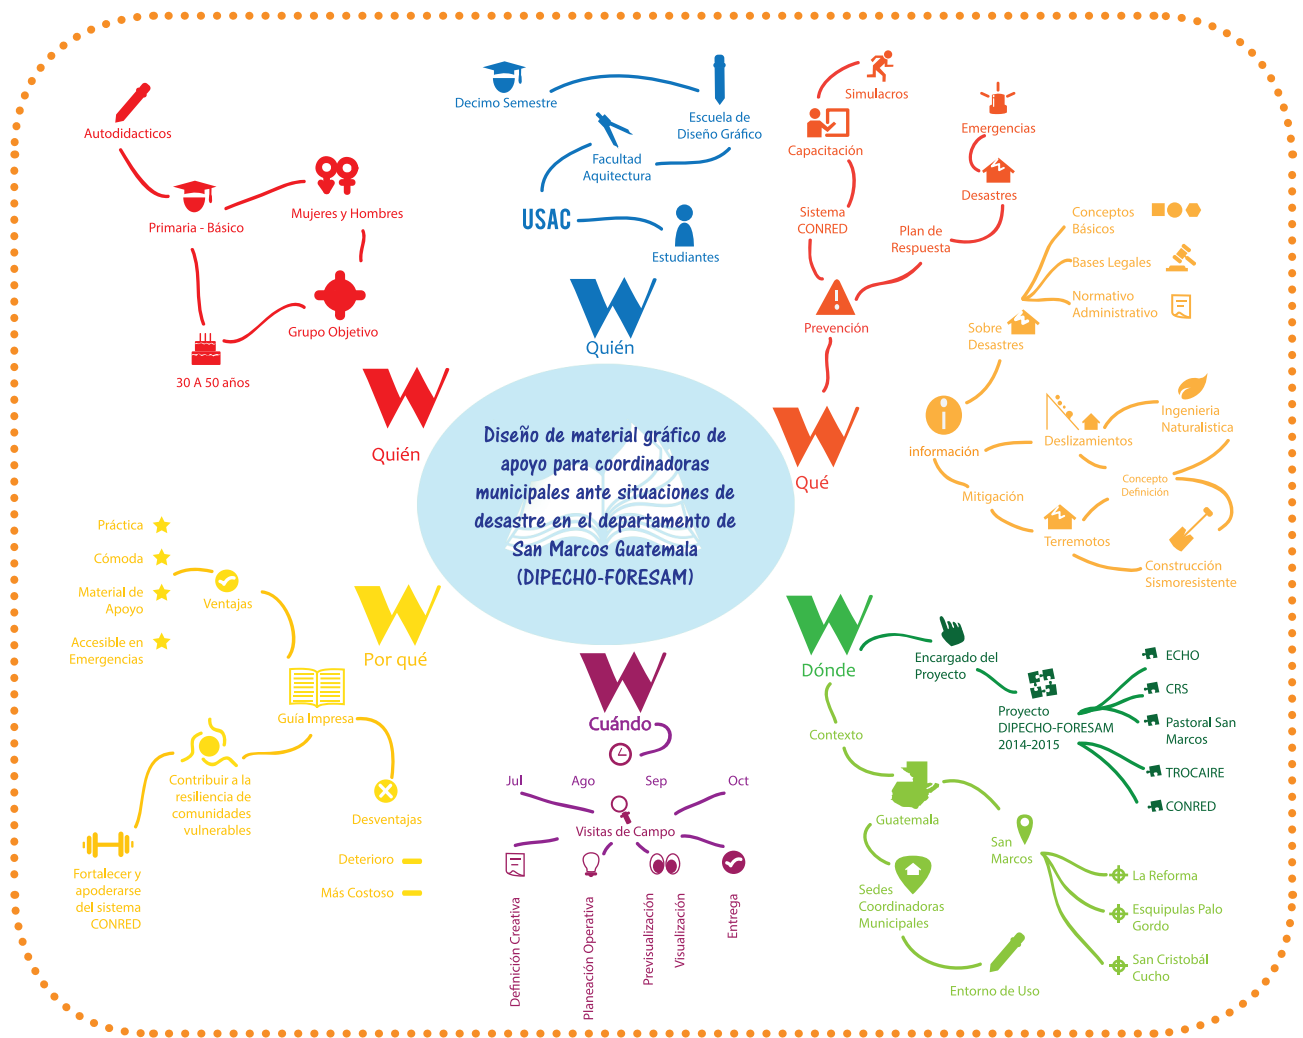 Decimo Semestre
Escuela de
Diseño Gráfico
Facultad
Aquitectura
USAC
Estudiantes
W
Quién
Autodidacticos
Primaria - Básico
Mujeres y Hombres
Grupo Objetivo
30 A 50 años
W
Quién
Simulacros
Capacitación
Sistema
CONRED
Emergencias
Desastres
Plan de
Respuesta
Prevención
W
Qué
Conceptos
Básicos
Bases Legales
Normativo
Administrativo
Sobre
Desastres
información
Deslizamientos
Ingenieria
Naturalistica
Concepto
Definición
Mitigación
Terremotos
Construcción
Sismoresistente
Diseño de material gráfico de
apoyo para coordinadoras
municipales ante situaciones de
desastre en el departamento de
San Marcos Guatemala
(DIPECHO-FORESAM)
Práctica
Cómoda
Material de
Apoyo
Accesible en
Emergencias
Ventajas
W
Por qué
Guía Impresa
Contribuir a la
resiliencia de
comunidades
vulnerables
Fortalecer y
apoderarse
del sistema
CONRED
Desventajas
Deterioro
Más Costoso
W
Cuándo
Jul
Ago
Sep
Oct
Visitas de Campo
Definición Creativa
Planeación Operativa
Previsualización
Visualización
Entrega
W
Dónde
Encargado del
Proyecto
Proyecto
DIPECHO-FORESAM
2014-2015
ECHO
CRS
Pastoral San
Marcos
TROCAIRE
CONRED
Contexto
Guatemala
San
Marcos
La Reforma
Esquipulas Palo
Gordo
San Cristobál
Cucho
Sedes
Coordinadoras
Municipales
Entorno de Uso